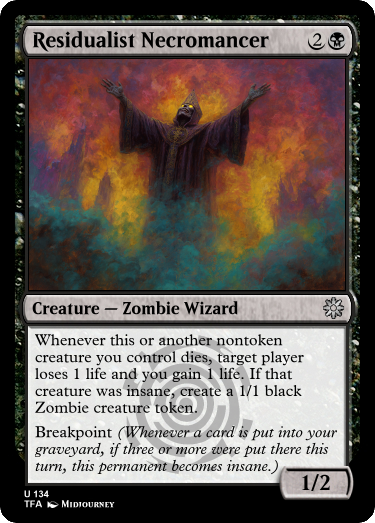 Residualist Necromancer 2
Creature — Zombie Wizard
Whenever this or another nontoken
creature you control dies, target player
loses 1 life and you gain 1 life. If that
creature was insane, create a 1/1 black
Zombie creature token.
Breakpoint (Whenever a card is put into your
graveyard, if three or more were put there this
turn, this permanent becomes insane.)
1/2
U 134
TFA Midjourney